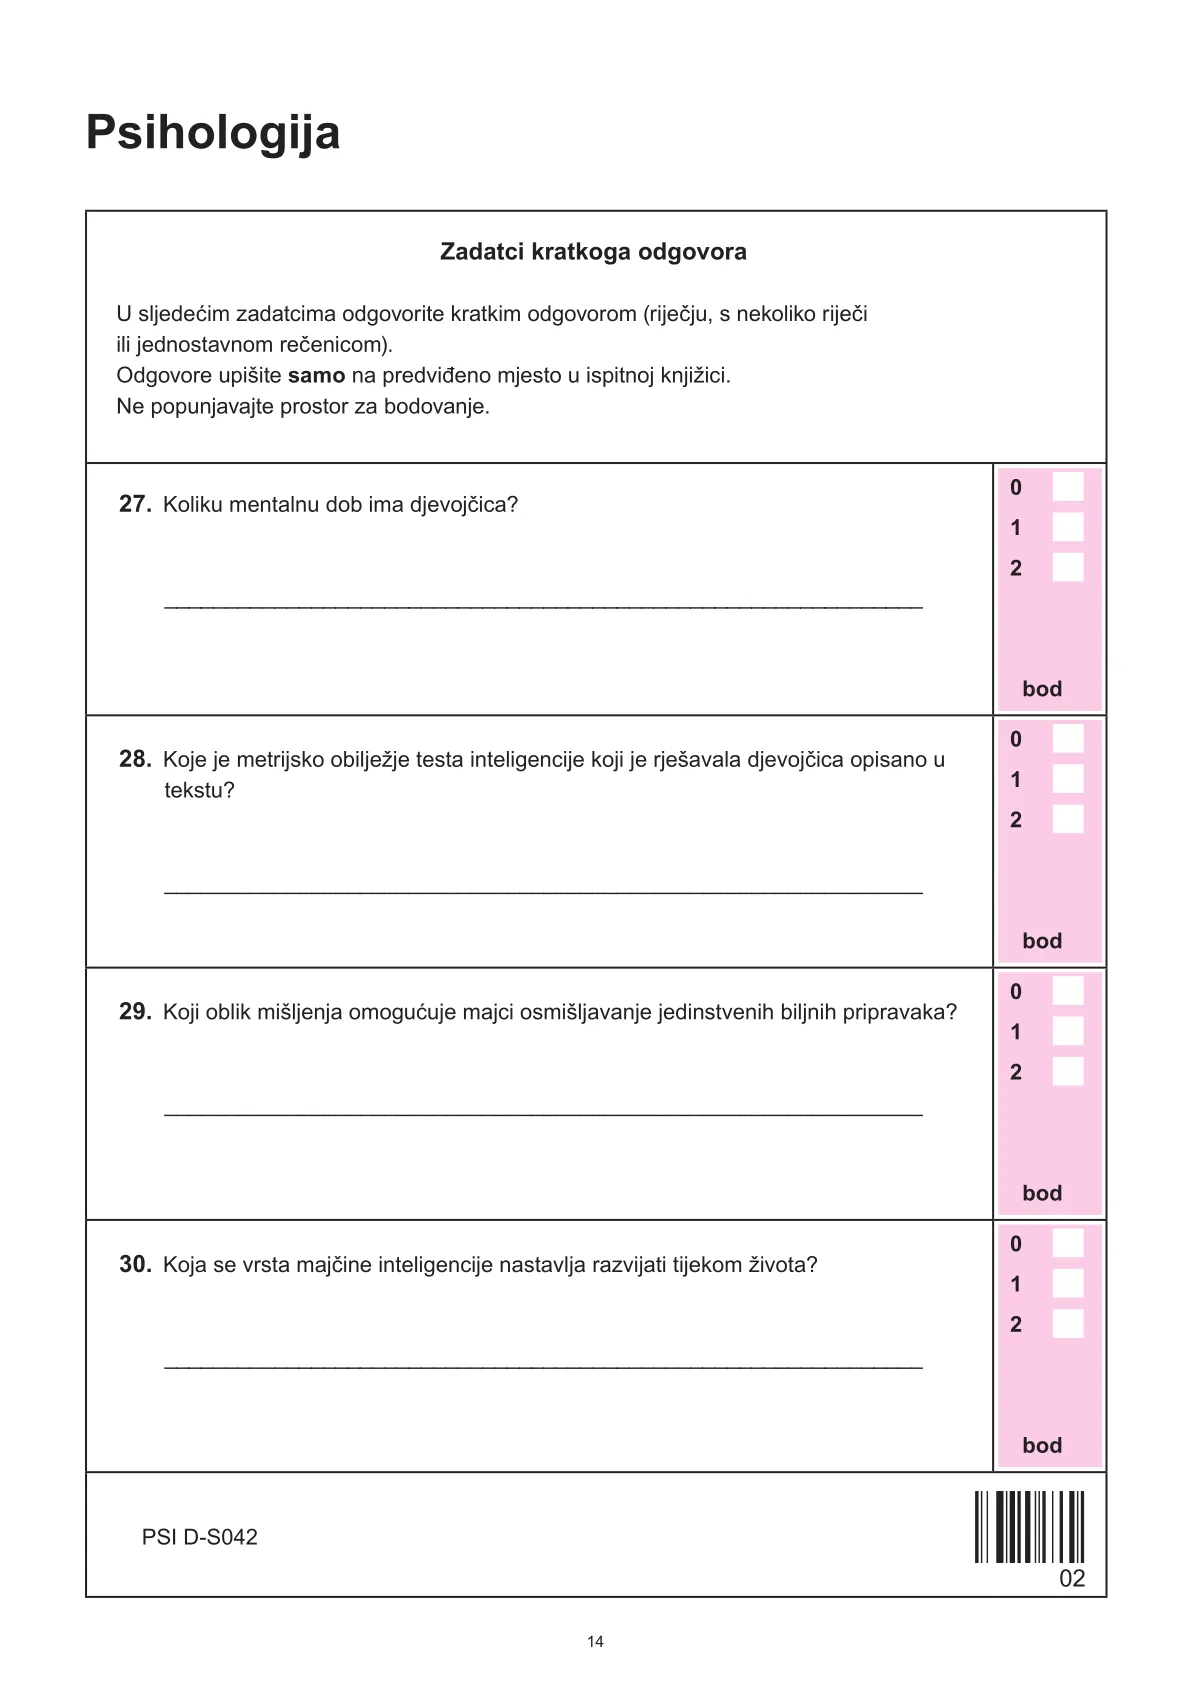 Psihologija
Zadatci kratkoga odgovora
U sljedećim zadatcima odgovorite kratkim odgovorom (riječju, s nekoliko riječi
ili jednostavnom rečenicom).
Odgovore upišite samo na predviđeno mjesto u ispitnoj knjižici.
Ne popunjavajte prostor za bodovanje.
27. Koliku mentalnu dob ima djevojčica?
0
1
2
bod
28. Koje je metrijsko obilježje testa inteligencije koji je rješavala djevojčica opisano u
tekstu?
0
1
2
bod
29. Koji oblik mišljenja omogućuje majci osmišljavanje jedinstvenih biljnih pripravaka?
0
1
2
bod
30. Koja se vrsta majčine inteligencije nastavlja razvijati tijekom života?
0
1
2
bod
PSI D-S042
02
14